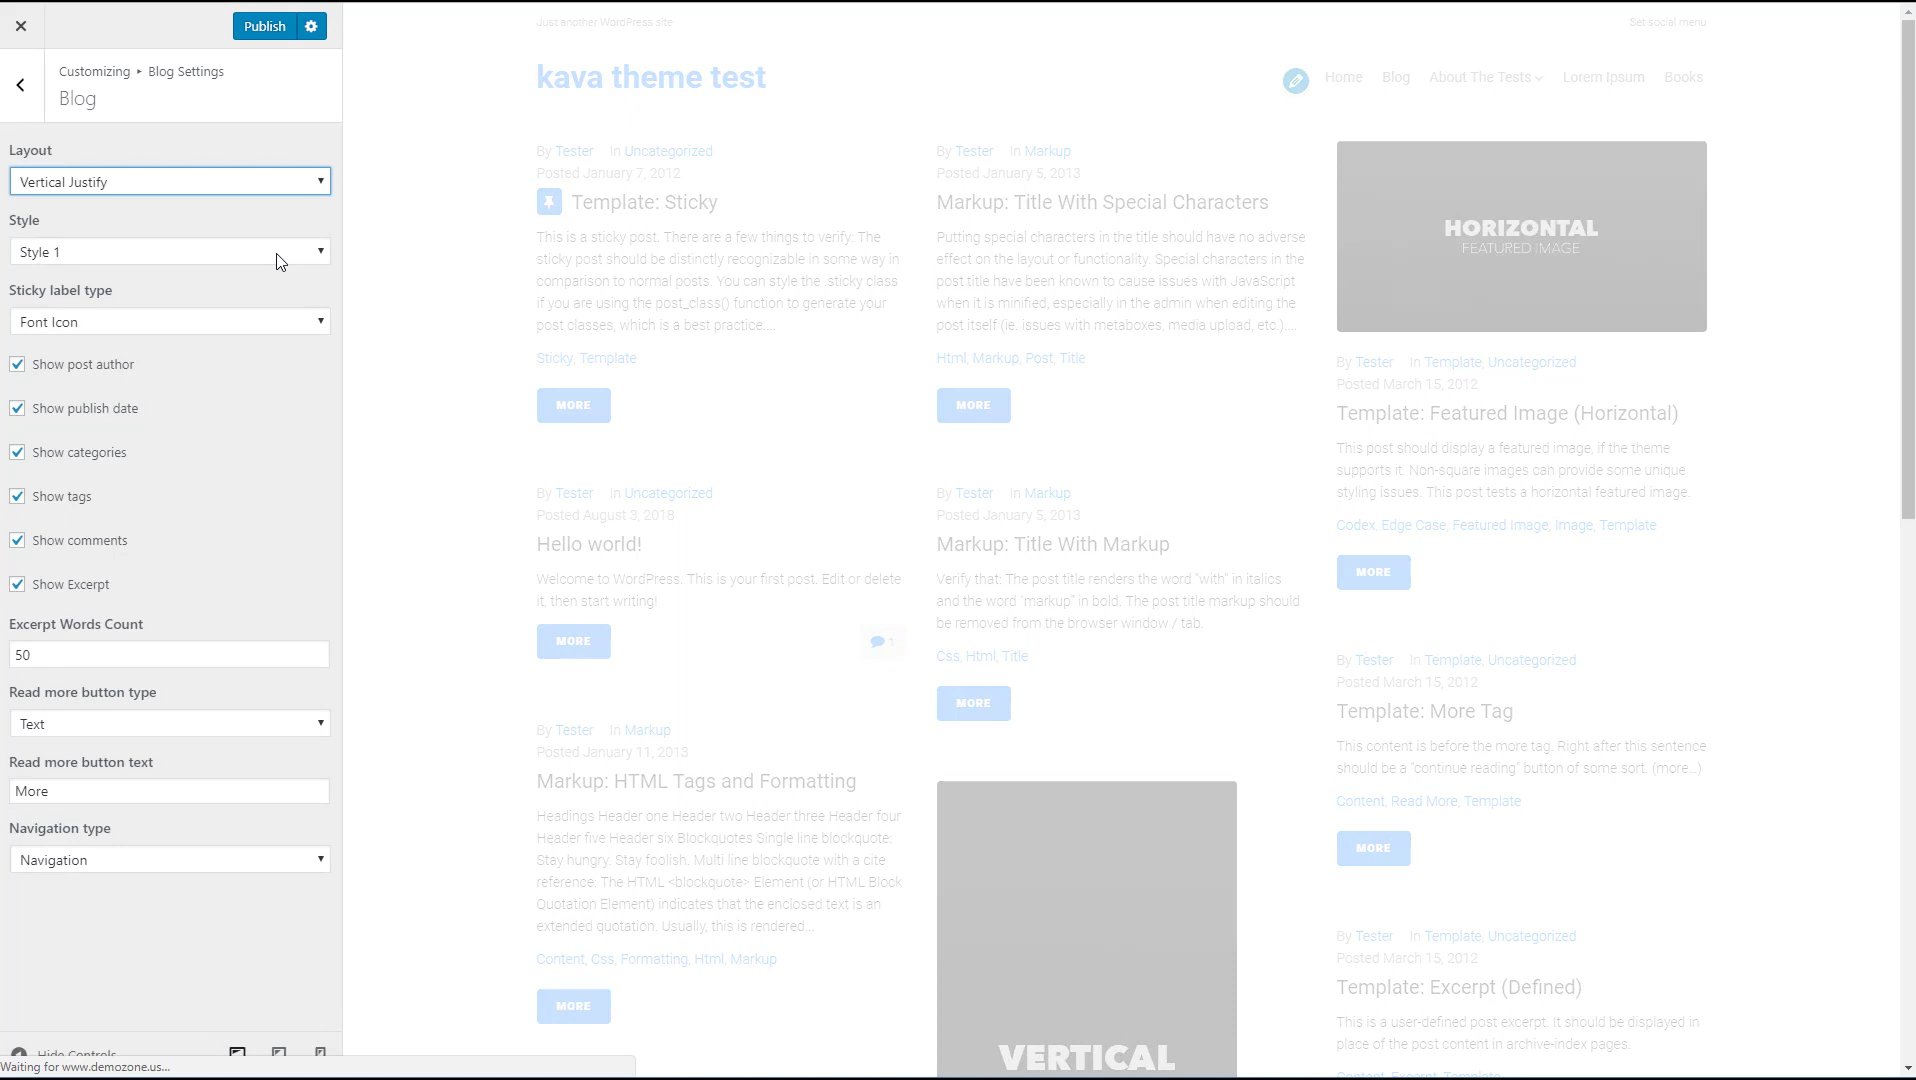 Publish
Customizing ▸ Blog Settings
Blog
Layout
Vertical Justify
Style
Style 1
Sticky label type
Font Icon
Show post author
Show publish date
Show categories
Show tags
Show comments
Show Excerpt
Excerpt Words Count
50
Read more button type
Text
Read more button text
More
Navigation type
Navigation
Hide Controls
Waiting for www.demozone.us...
Just another WordPress site
Set social menu
kava theme test
Home Blog About The Tests Lorem Ipsum Books
By Tester In Uncategorized
Posted January 7, 2012
Template: Sticky
This is a sticky post. There are a few things to verify: The
sticky post should be distinctly recognizable in some way in
comparison to normal posts. You can style the .sticky class
if you are using the post_class() function to generate your
post classes, which is a best practice....
Sticky, Template
MORE
By Tester In Uncategorized
Posted August 3, 2018
Hello world!
Welcome to WordPress. This is your first post. Edit or delete
it, then start writing!
MORE
1
By Tester In Markup
Posted January 11, 2013
Markup: HTML Tags and Formatting
Headings Header one Header two Header three Header four
Header five Header six Blockquotes Single line blockquote:
Stay hungry. Stay foolish. Multi line blockquote with a cite
reference: The HTML <blockquote> Element (or HTML Block
Quotation Element) indicates that the enclosed text is an
extended quotation. Usually, this is rendered...
Content, Css, Formatting, Html, Markup
MORE
By Tester In Markup
Posted January 5, 2013
Markup: Title With Special Characters
Putting special characters in the title should have no adverse
effect on the layout or functionality. Special characters in the
post title have been known to cause issues with JavaScript
when it is minified, especially in the admin when editing the
post itself (ie. issues with metaboxes, media upload, etc.)....
Html, Markup, Post, Title
MORE
By Tester In Markup
Posted January 5, 2013
Markup: Title With Markup
Verify that: The post title renders the word "with" in italics
and the word "markup" in bold. The post title markup should
be removed from the browser window / tab.
Css, Html, Title
MORE
VERTICAL
HORIZONTAL
FEATURED IMAGE
By Tester In Template, Uncategorized
Posted March 15, 2012
Template: Featured Image (Horizontal)
This post should display a featured image, if the theme
supports it. Non-square images can provide some unique
styling issues. This post tests a horizontal featured image.
Codex, Edge Case, Featured Image, Image, Template
MORE
By Tester In Template, Uncategorized
Posted March 15, 2012
Template: More Tag
This content is before the more tag. Right after this sentence
should be a "continue reading" button of some sort. (more...)
Content, Read More, Template
MORE
By Tester In Template, Uncategorized
Posted March 15, 2012
Template: Excerpt (Defined)
This is a user-defined post excerpt. It should be displayed in
place of the post content in archive-index pages.
Content, Excerpt, Template